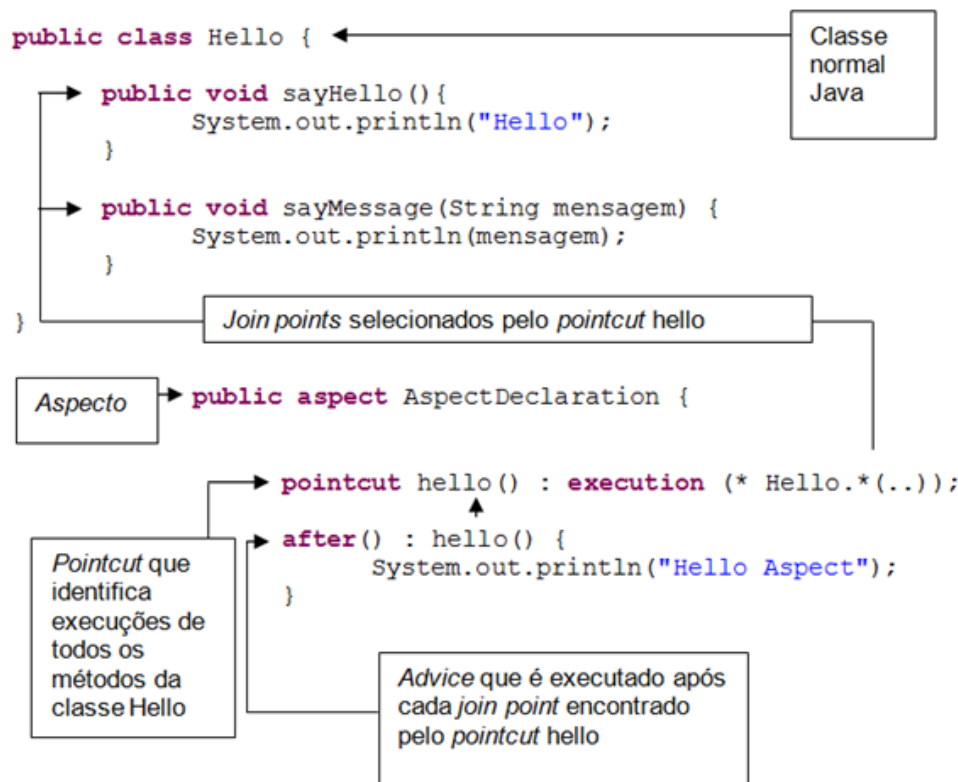 public class Hello {
Classe
normal
Java
public void sayHello(){
System.out.println("Hello");
}
public void sayMessage(String mensagem) {
System.out.println(mensagem);
}
}
Join points selecionados pelo pointcut hello
Aspecto
public aspect AspectDeclaration {
pointcut hello() : execution (* Hello.*(..));
after() : hello() {
System.out.println("Hello Aspect");
}
Pointcut que
identifica
execuções de
todos os
métodos da
classe Hello
Advice que é executado após
cada join point encontrado
pelo pointcut hello